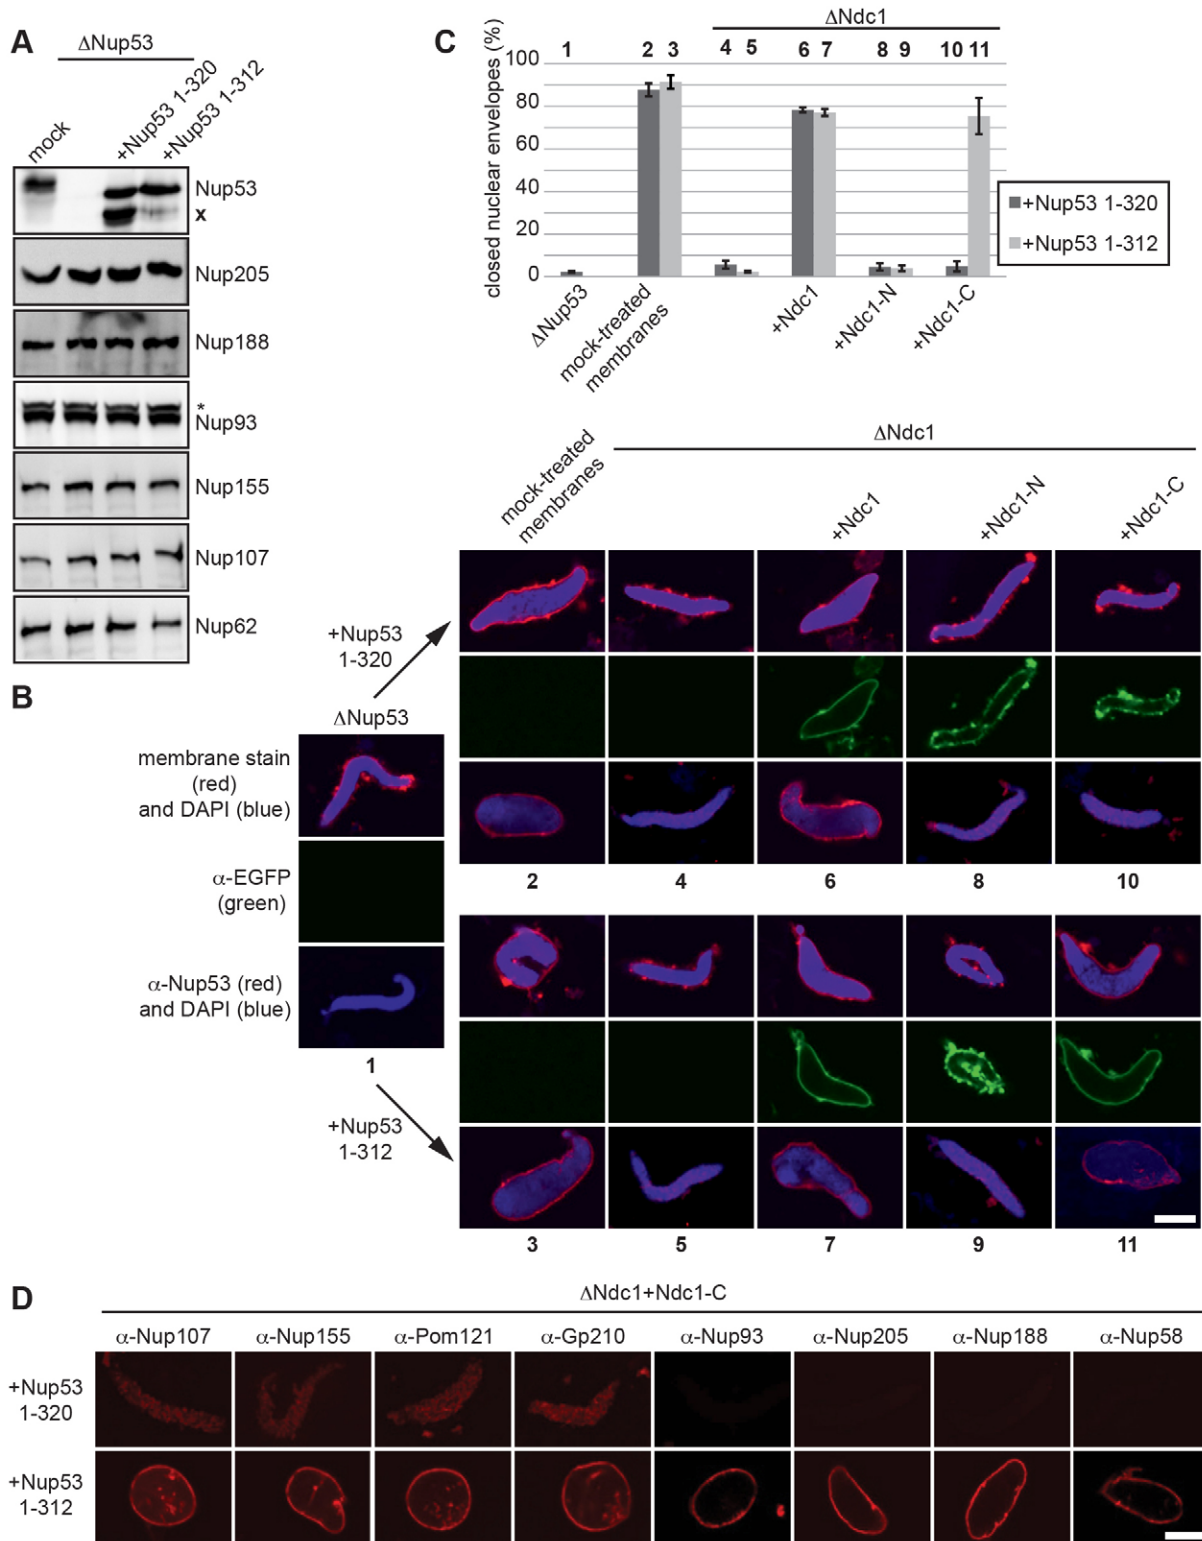 A
ΔNup53
mock
+Nup53 1-320
+Nup53 1-312
Nup53
x
Nup205
Nup188
*
Nup93
Nup155
Nup107
Nup62
C
ΔNdc1
1 2 3 4 5 6 7 8 9 10 11
closed nuclear envelopes (%)
100
80
60
40
20
0
ΔNup53
mock-treated
membranes
+Ndc1
+Ndc1-N
+Ndc1-C
+Nup53 1-320
+Nup53 1-312
B
ΔNdc1
mock-treated
membranes
+Ndc1
+Ndc1-N
+Ndc1-C
+Nup53
1-320
ΔNup53
membrane stain
(red)
and DAPI (blue)
α-EGFP
(green)
α-Nup53 (red)
and DAPI (blue)
1
2 4 6 8 10
+Nup53
1-312
3 5 7 9 11
D
ΔNdc1+Ndc1-C
α-Nup107 α-Nup155 α-Pom121 α-Gp210 α-Nup93 α-Nup205 α-Nup188 α-Nup58
+Nup53
1-320
+Nup53
1-312